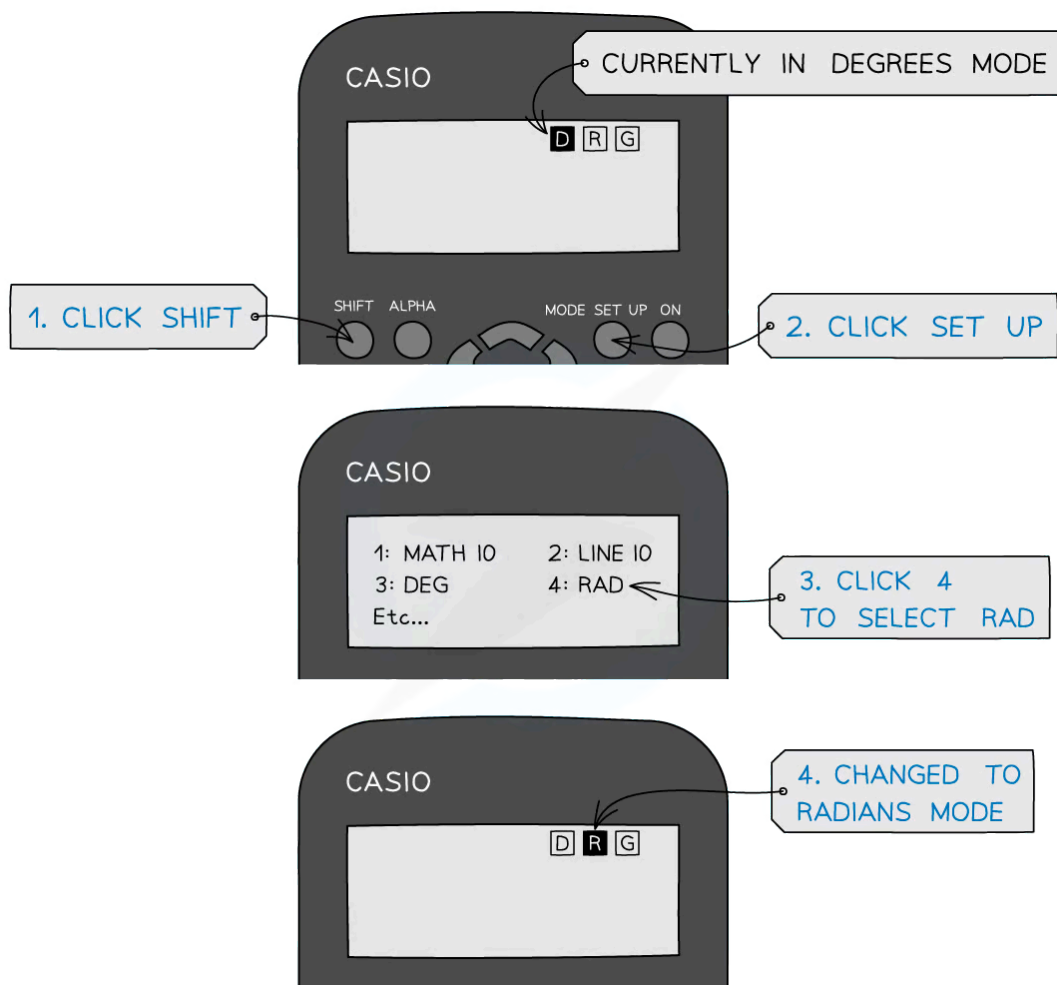 CASIO
CURRENTLY IN DEGREES MODE
D R G
1. CLICK SHIFT
SHIFT ALPHA
MODE SET UP ON
2. CLICK SET UP
CASIO
1: MATH IO 2: LINE IO
3: DEG 4: RAD
Etc...
3. CLICK 4
TO SELECT RAD
CASIO
D R G
4. CHANGED TO
RADIANS MODE